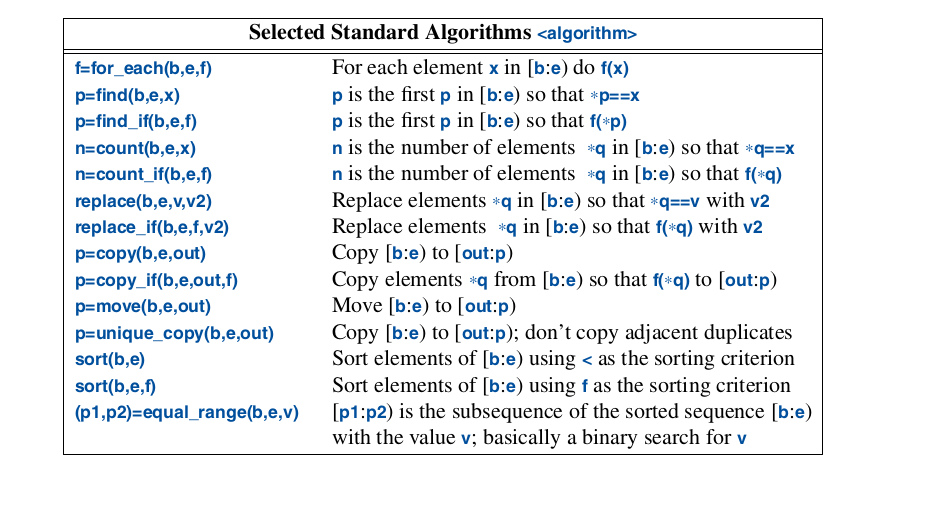 Selected Standard Algorithms <algorithm>
f=for_each(b,e,f) For each element x in [b:e) do f(x)
p=find(b,e,x) p is the first p in [b:e) so that *p==x
p=find_if(b,e,f) p is the first p in [b:e) so that f(*p)
n=count(b,e,x) n is the number of elements *q in [b:e) so that *q==x
n=count_if(b,e,f) n is the number of elements *q in [b:e) so that f(*q)
replace(b,e,v,v2) Replace elements *q in [b:e) so that *q==v with v2
replace_if(b,e,f,v2) Replace elements *q in [b:e) so that f(*q) with v2
p=copy(b,e,out) Copy [b:e) to [out:p)
p=copy_if(b,e,out,f) Copy elements *q from [b:e) so that f(*q) to [out:p)
p=move(b,e,out) Move [b:e) to [out:p)
p=unique_copy(b,e,out) Copy [b:e) to [out:p); don’t copy adjacent duplicates
sort(b,e) Sort elements of [b:e) using < as the sorting criterion
sort(b,e,f) Sort elements of [b:e) using f as the sorting criterion
(p1,p2)=equal_range(b,e,v) [p1:p2) is the subsequence of the sorted sequence [b:e)
with the value v; basically a binary search for v